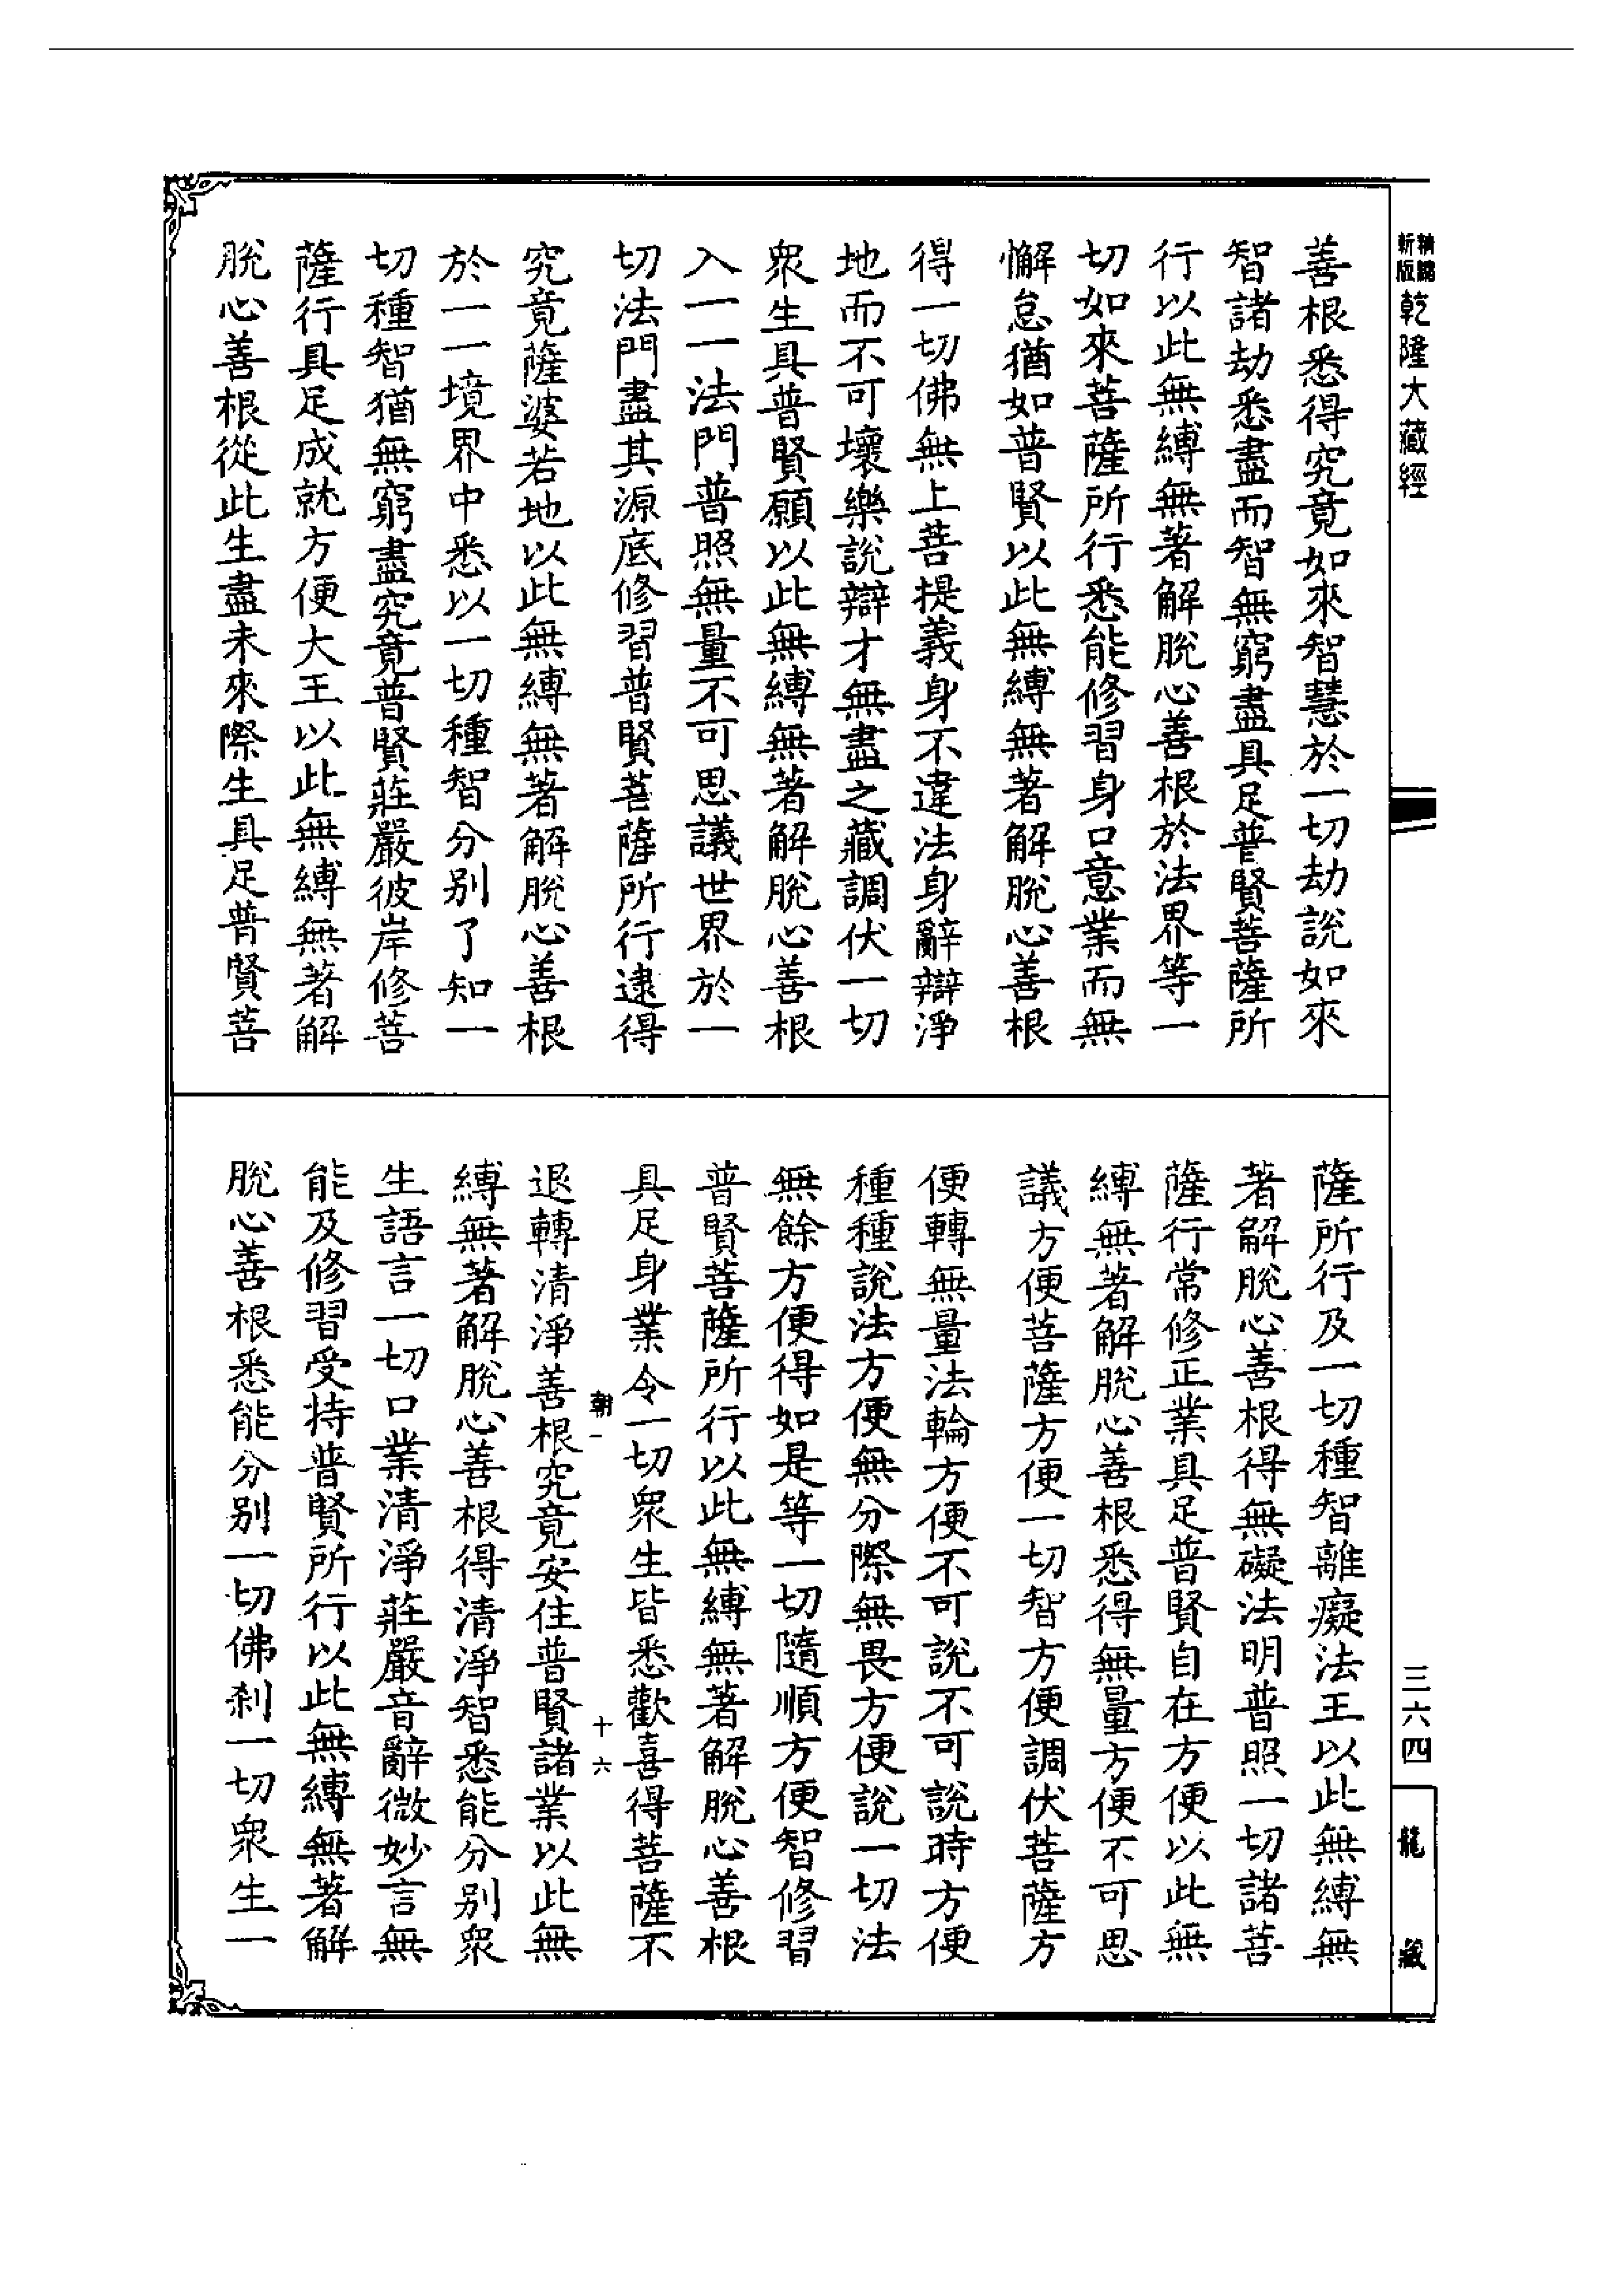 精鐫新版乾隆大藏經
善根悉得究竟如來智慧於一切劫說如來
智諸劫悉盡而智無窮盡具足普賢菩薩所
行以此無縛無著解脫心善根於法界等一
切如來菩薩所行悉能修習身口意業而無
懈怠猶如普賢以此無縛無著解脫心善根
得一切佛無上菩提義身不違法身辭辯淨
地而不可壞樂說辯才無盡之藏調伏一切
眾生具普賢願以此無縛無著解脫心善根
入一一法門普照無量不可思議世界於一
切法門盡其源底修習普賢菩薩所行逮得
究竟薩婆若地以此無縛無著解脫心善根
於一一境界中悉以一切種智分別了知一
切種智猶無窮盡究竟普賢莊嚴彼岸修菩
薩行具足成就方便大王以此無縛無著解
脫心善根從此生盡未來際生具足普賢菩
薩所行及一切種智離癡法王以此無縛無
著解脫心善根得無礙法明普照一切諸菩
薩行常修正業具足普賢自在方便以此無
縛無著解脫心善根悉得無量方便不可思
議方便菩薩方便一切智方便調伏菩薩方
便轉無量法輪方便不可說不可說時方便
種種說法方便無分際無畏方便說一切法
無餘方便得如是等一切隨順方便智修習
普賢菩薩所行以此無縛無著解脫心善根
具足身業令一切眾生皆悉歡喜得菩薩不
朝一 十六
退轉清淨善根究竟安住普賢諸業以此無
縛無著解脫心善根得清淨智悉能分別眾
生語言一切口業清淨莊嚴音辭微妙言無
能及修習受持普賢所行以此無縛無著解
脫心善根悉能分別一切佛剎一切眾生一
三六四
龍藏